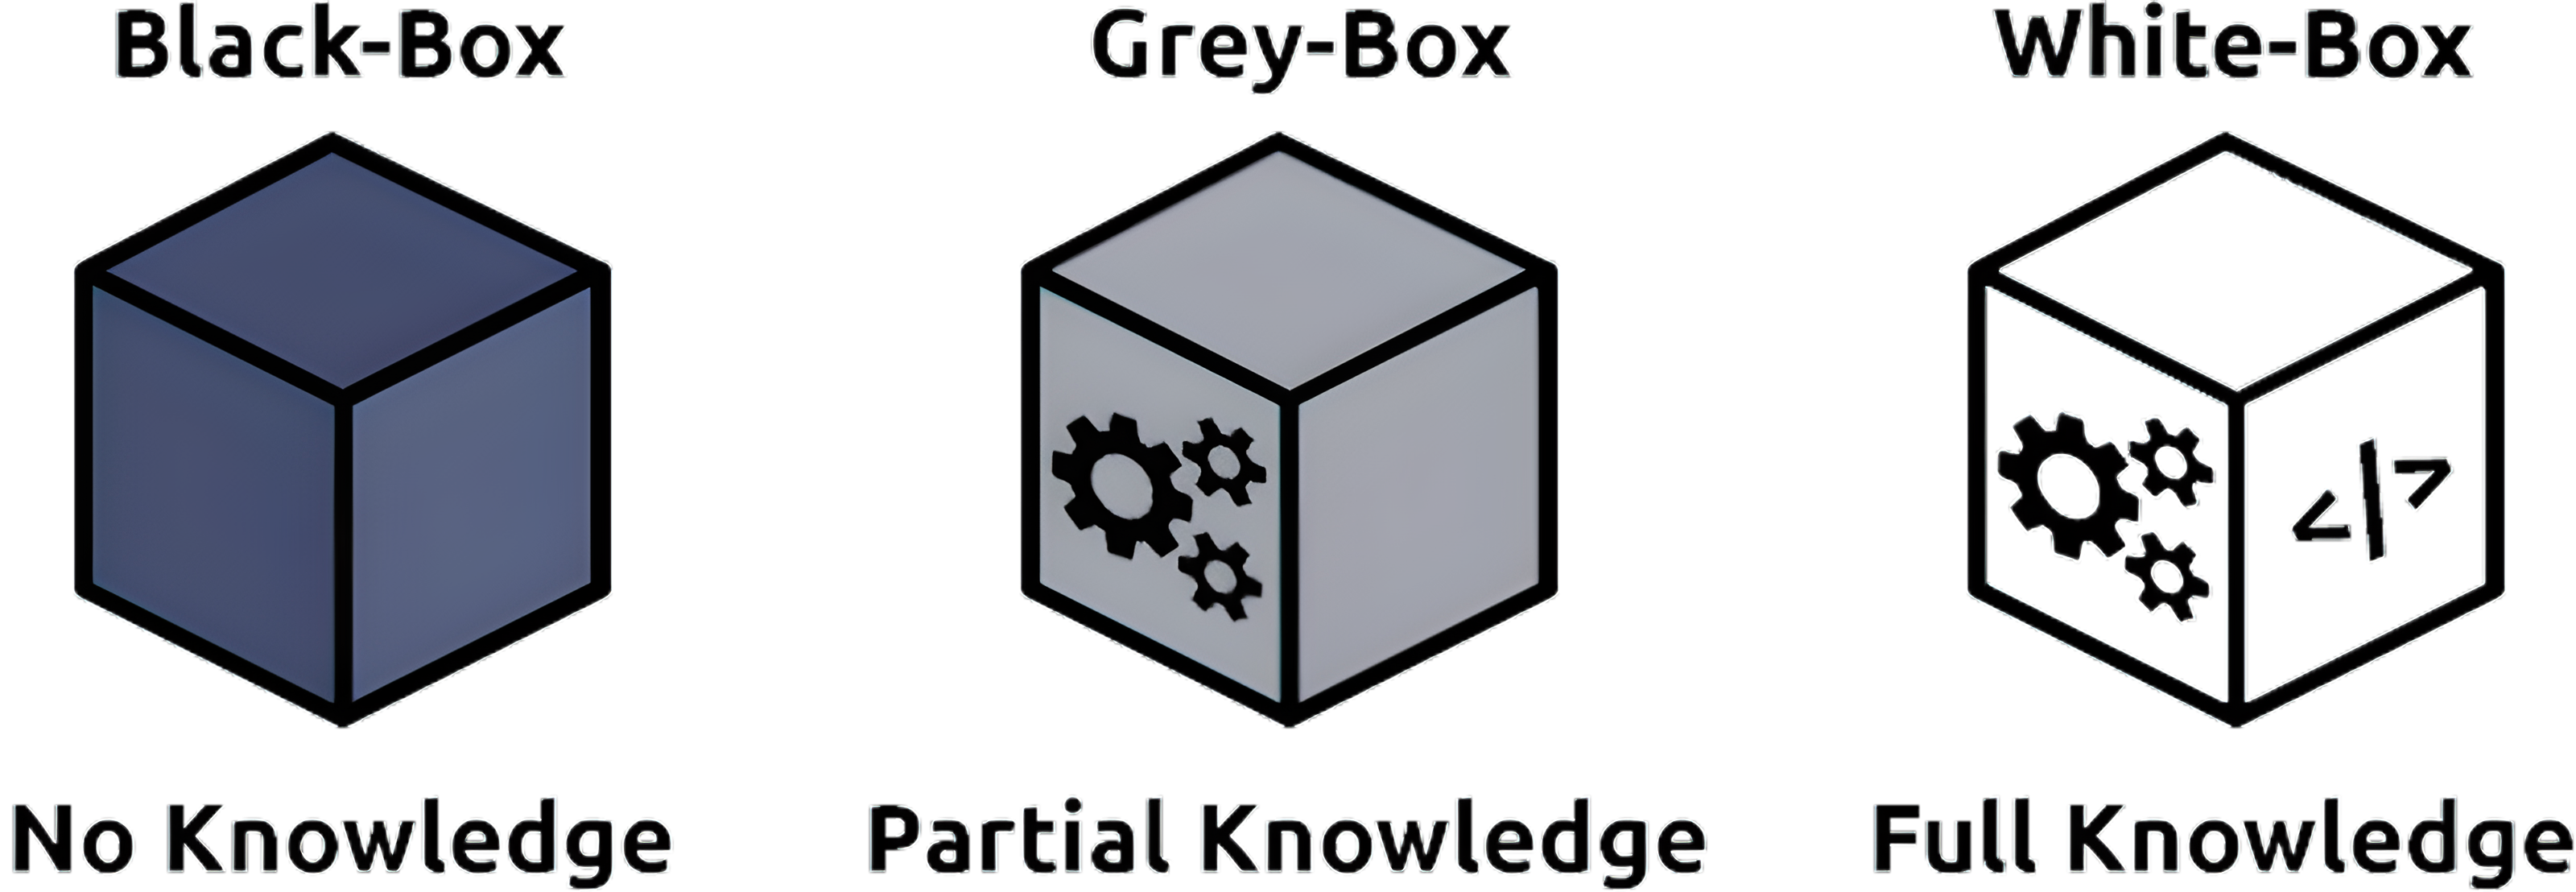 Black-Box
Grey-Box
White-Box
</>
No Knowledge
Partial Knowledge
Full Knowledge